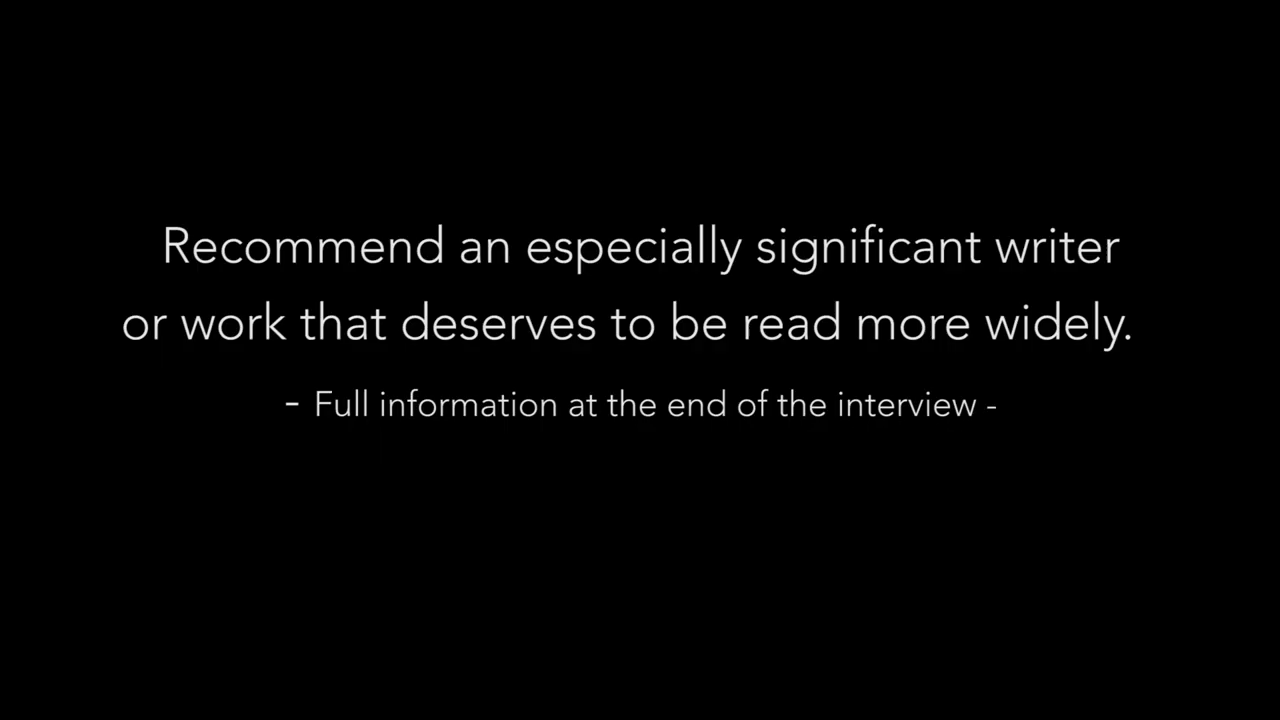 Recommend an especially significant writer
or work that deserves to be read more widely.
- Full information at the end of the interview -